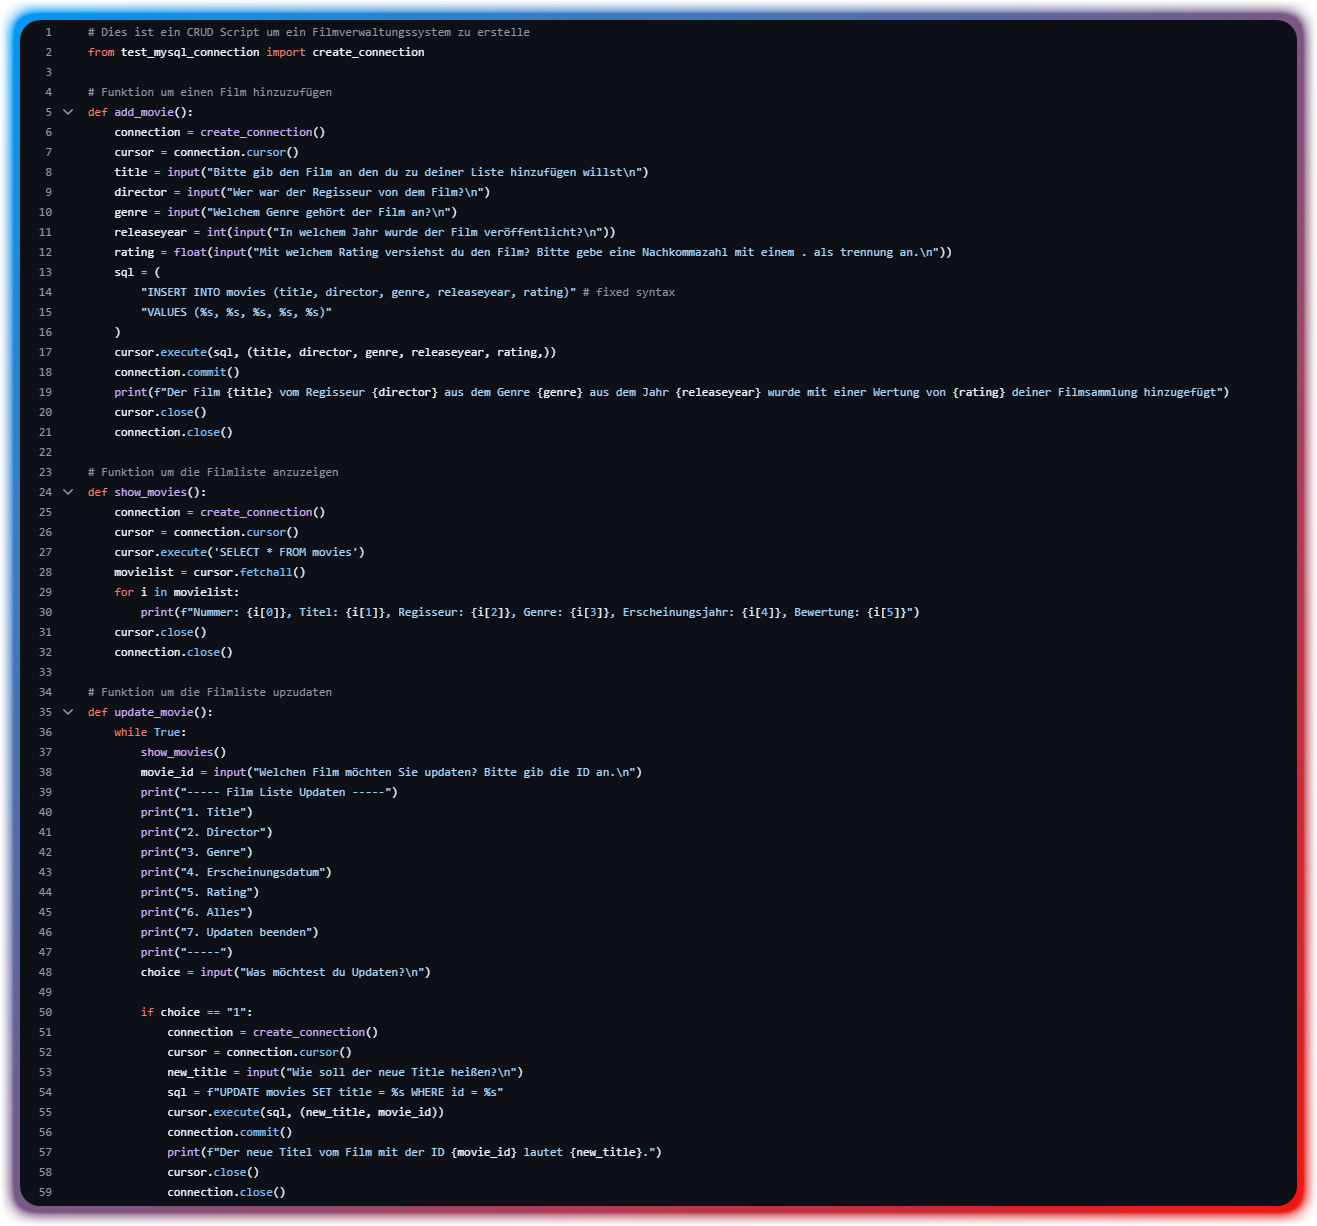 1 # Dies ist ein CRUD Script um ein Filmverwaltungssystem zu erstelle
2 from test_mysql_connection import create_connection
3
4 # Funktion um einen Film hinzuzufügen
5 def add_movie():
6     connection = create_connection()
7     cursor = connection.cursor()
8     title = input("Bitte gib den Film an den du zu deiner Liste hinzufügen willst\n")
9     director = input("Wer war der Regisseur von dem Film?\n")
10     genre = input("Welchem Genre gehört der Film an?\n")
11     releaseyear = int(input("In welchem Jahr wurde der Film veröffentlicht?\n"))
12     rating = float(input("Mit welchem Rating versiehst du den Film? Bitte gebe eine Nachkommazahl mit einem . als trennung an.\n"))
13     sql = (
14         "INSERT INTO movies (title, director, genre, releaseyear, rating)" # fixed syntax
15         "VALUES (%s, %s, %s, %s, %s)"
16     )
17     cursor.execute(sql, (title, director, genre, releaseyear, rating,))
18     connection.commit()
19     print(f"Der Film {title} vom Regisseur {director} aus dem Genre {genre} aus dem Jahr {releaseyear} wurde mit einer Wertung von {rating} deiner Filmsammlung hinzugefügt")
20     cursor.close()
21     connection.close()
22
23 # Funktion um die Filmliste anzuzeigen
24 def show_movies():
25     connection = create_connection()
26     cursor = connection.cursor()
27     cursor.execute('SELECT * FROM movies')
28     movielist = cursor.fetchall()
29     for i in movielist:
30         print(f"Nummer: {i[0]}, Titel: {i[1]}, Regisseur: {i[2]}, Genre: {i[3]}, Erscheinungsjahr: {i[4]}, Bewertung: {i[5]}")
31     cursor.close()
32     connection.close()
33
34 # Funktion um die Filmliste upzudaten
35 def update_movie():
36     while True:
37         show_movies()
38         movie_id = input("Welchen Film möchten Sie updaten? Bitte gib die ID an.\n")
39         print("----- Film Liste Updaten -----")
40         print("1. Title")
41         print("2. Director")
42         print("3. Genre")
43         print("4. Erscheinungsdatum")
44         print("5. Rating")
45         print("6. Alles")
46         print("7. Updaten beenden")
47         print("-----")
48         choice = input("Was möchtest du Updaten?\n")
49
50         if choice == "1":
51             connection = create_connection()
52             cursor = connection.cursor()
53             new_title = input("Wie soll der neue Title heißen?\n")
54             sql = f"UPDATE movies SET title = %s WHERE id = %s"
55             cursor.execute(sql, (new_title, movie_id))
56             connection.commit()
57             print(f"Der neue Titel vom Film mit der ID {movie_id} lautet {new_title}.")
58             cursor.close()
59             connection.close()